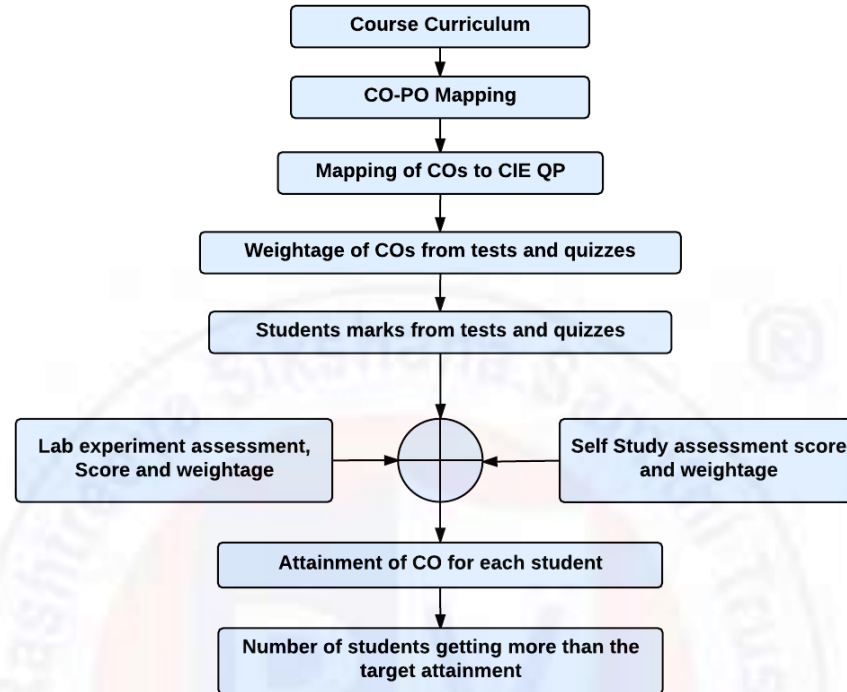 Course Curriculum
CO-PO Mapping
Mapping of COs to CIE QP
Weightage of COs from tests and quizzes
Students marks from tests and quizzes
Lab experiment assessment,
Score and weightage
Self Study assessment score
and weightage
Attainment of CO for each student
Number of students getting more than the
target attainment
Sikshana
®